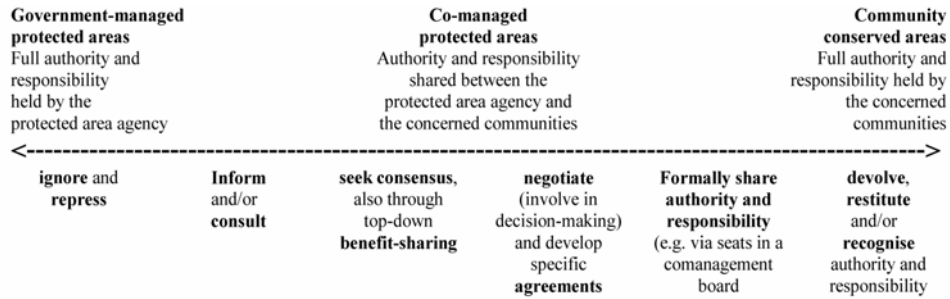 Government-managed
protected areas
Full authority and
responsibility
held by the
protected area agency
Co-managed
protected areas
Authority and responsibility
shared between the
protected area agency and
the concerned communities
Community
conserved areas
Full authority and
responsibility held by
the concerned
communities
<----------------------------------------------------------------------------------->
ignore and
repress
Inform
and/or
consult
seek consensus,
also through
top-down
benefit-sharing
negotiate
(involve in
decision-making)
and develop
specific
agreements
Formally share
authority and
responsibility
(e.g. via seats in a
comanagement
board
devolve,
restitute
and/or
recognise
authority and
responsibility